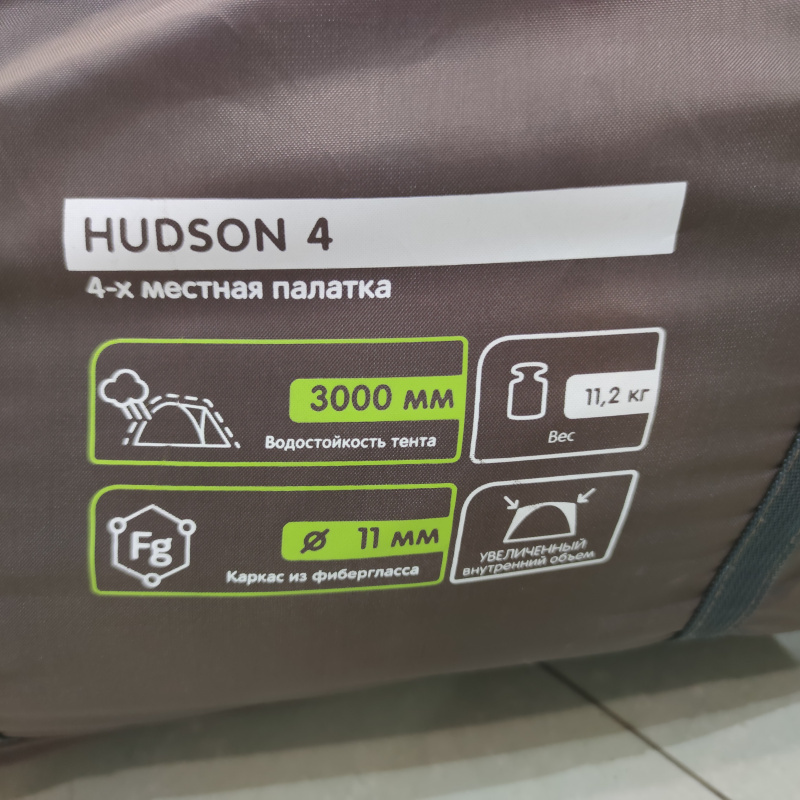 HUDSON 4
4-х местная палатка
3000 мм
Водостойкость тента
11,2 кг
Вес
Fg
ø 11 мм
Каркас из фибергласса
УВЕЛИЧЕННЫЙ
внутренний объем